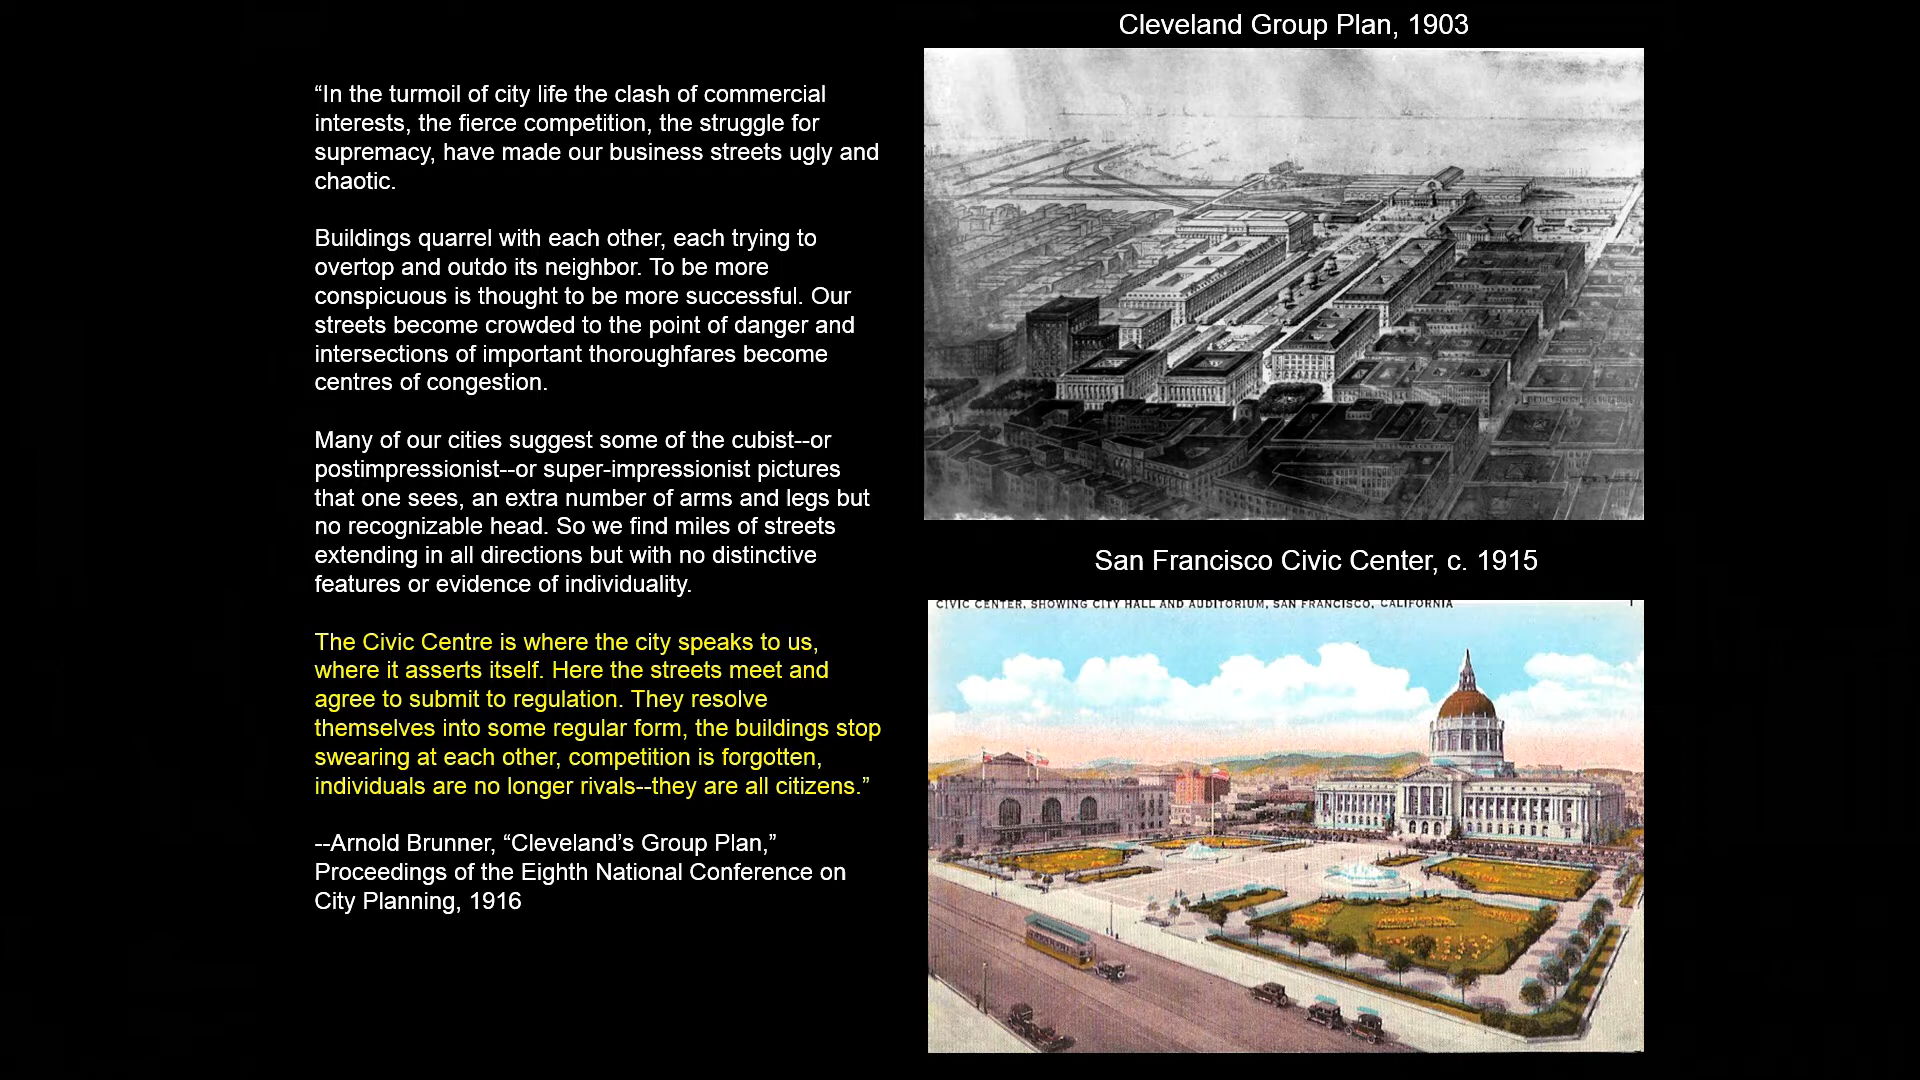 Cleveland Group Plan, 1903
“In the turmoil of city life the clash of commercial
interests, the fierce competition, the struggle for
supremacy, have made our business streets ugly and
chaotic.
Buildings quarrel with each other, each trying to
overtop and outdo its neighbor. To be more
conspicuous is thought to be more successful. Our
streets become crowded to the point of danger and
intersections of important thoroughfares become
centres of congestion.
Many of our cities suggest some of the cubist--or
postimpressionist--or super-impressionist pictures
that one sees, an extra number of arms and legs but
no recognizable head. So we find miles of streets
extending in all directions but with no distinctive
features or evidence of individuality.
The Civic Centre is where the city speaks to us,
where it asserts itself. Here the streets meet and
agree to submit to regulation. They resolve
themselves into some regular form, the buildings stop
swearing at each other, competition is forgotten,
individuals are no longer rivals--they are all citizens.”
--Arnold Brunner, “Cleveland’s Group Plan,”
Proceedings of the Eighth National Conference on
City Planning, 1916
San Francisco Civic Center, c. 1915
CIVIC CENTER, SHOWING CITY HALL AND AUDITORIUM, SAN FRANCISCO, CALIFORNIA